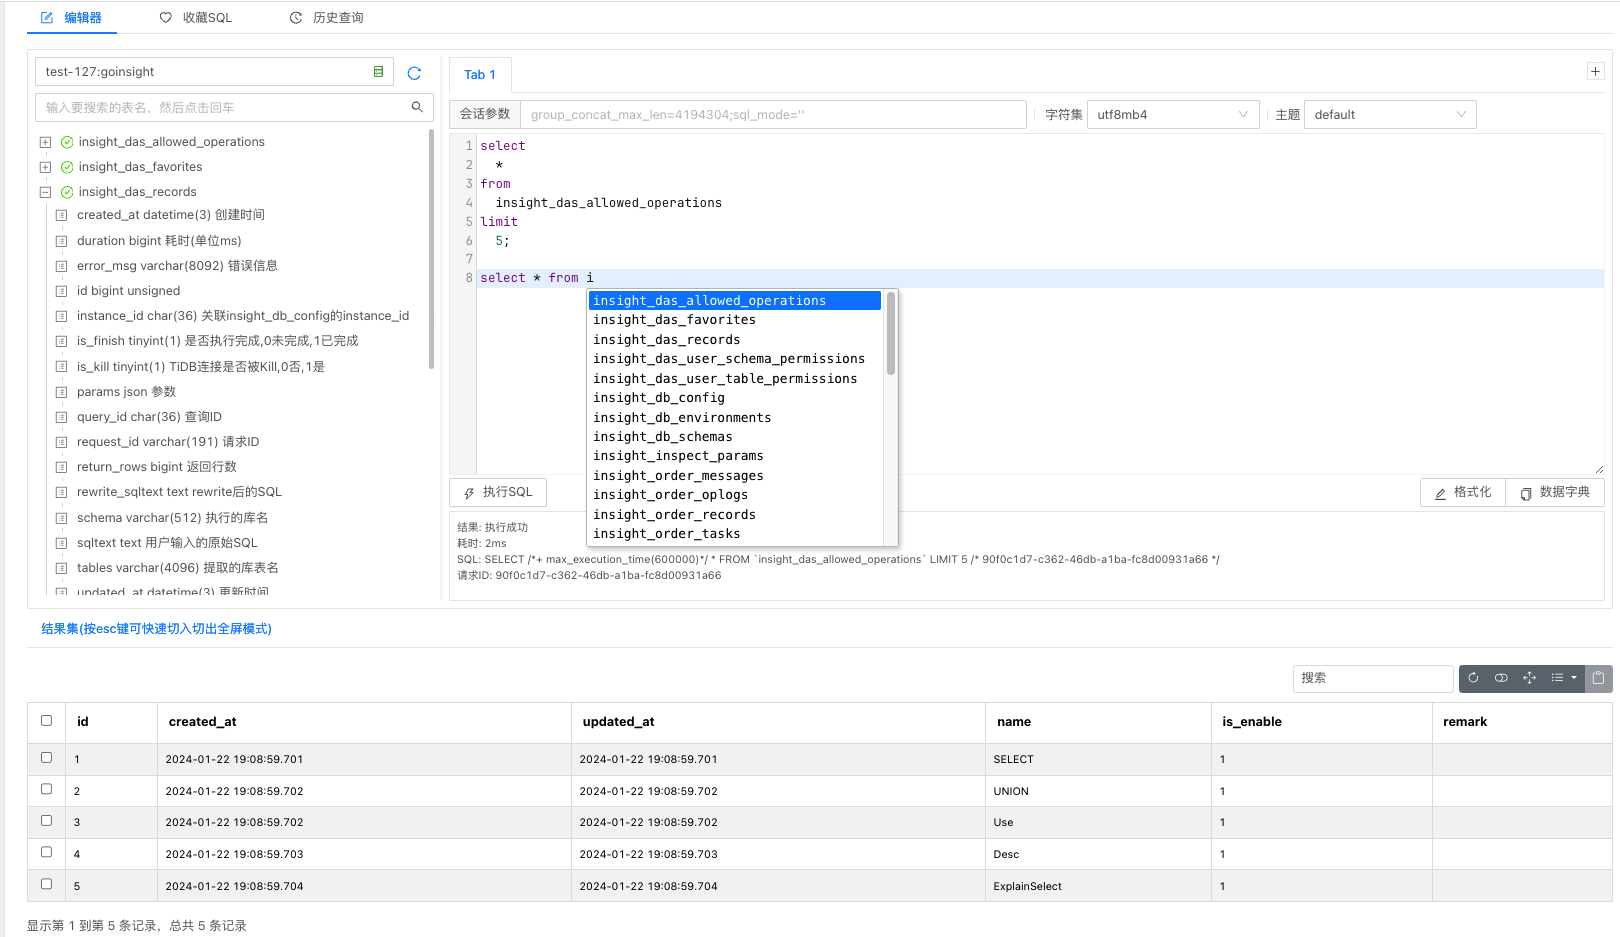 编辑器 收藏SQL 历史查询
test-127:goinsight
输入要搜索的表名，然后点击回车
insight_das_allowed_operations
insight_das_favorites
insight_das_records
created_at datetime(3) 创建时间
duration bigint 耗时(单位ms)
error_msg varchar(8092) 错误信息
id bigint unsigned
instance_id char(36) 关联insight_db_config的instance_id
is_finish tinyint(1) 是否执行完成,0未完成,1已完成
is_kill tinyint(1) TiDB连接是否被Kill,0否,1是
params json 参数
query_id char(36) 查询ID
request_id varchar(191) 请求ID
return_rows bigint 返回行数
rewrite_sqltext text rewrite后的SQL
schema varchar(512) 执行的库名
sqltext text 用户输入的原始SQL
tables varchar(4096) 提取的库表名
updated_at datetime(3) 更新时间
Tab 1
会话参数 group_concat_max_len=4194304;sql_mode='' 字符集 utf8mb4 主题 default
1 select
2 *
3 from
4 insight_das_allowed_operations
5 limit
6 5;
7
8 select * from i
insight_das_allowed_operations
insight_das_favorites
insight_das_records
insight_das_user_schema_permissions
insight_das_user_table_permissions
insight_db_config
insight_db_environments
insight_db_schemas
insight_inspect_params
insight_order_messages
insight_order_oplogs
insight_order_records
insight_order_tasks
执行SQL 格式化 数据字典
结果: 执行成功
耗时: 2ms
SQL: SELECT /*+ max_execution_time(600000)*/ * FROM `insight_das_allowed_operations` LIMIT 5 /* 90f0c1d7-c362-46db-a1ba-fc8d00931a66 */
请求ID: 90f0c1d7-c362-46db-a1ba-fc8d00931a66
结果集(按esc键可快速切入切出全屏模式)
搜索
id created_at updated_at name is_enable remark
1 2024-01-22 19:08:59.701 2024-01-22 19:08:59.701 SELECT 1
2 2024-01-22 19:08:59.702 2024-01-22 19:08:59.702 UNION 1
3 2024-01-22 19:08:59.702 2024-01-22 19:08:59.702 Use 1
4 2024-01-22 19:08:59.703 2024-01-22 19:08:59.703 Desc 1
5 2024-01-22 19:08:59.704 2024-01-22 19:08:59.704 ExplainSelect 1
显示第 1 到第 5 条记录，总共 5 条记录